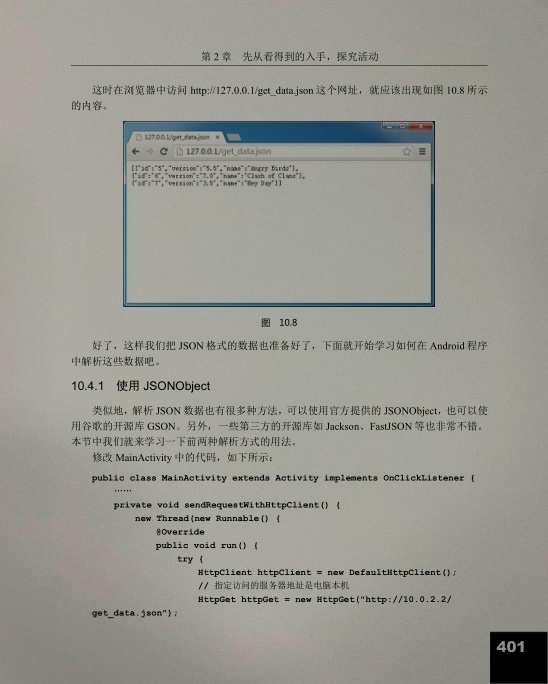 第 2 章 先从看得到的入手，探究活动
这时在浏览器中访问 http://127.0.0.1/get_data.json 这个网址，就应该出现如图 10.8 所示
的内容。
127.0.0.1/get_data.json ×
127.0.0.1/get_data.json
[{"id":"5","version":"5.5","name":"Angry Birds"},
{"id":"6","version":"7.0","name":"Clash of Clans"},
{"id":"7","version":"3.5","name":"Hey Day"}]
图 10.8
好了，这样我们把 JSON 格式的数据也准备好了，下面就开始学习如何在 Android 程序
中解析这些数据吧。
10.4.1 使用 JSONObject
类似地，解析 JSON 数据也有很多种方法，可以使用官方提供的 JSONObject，也可以使
用谷歌的开源库 GSON。另外，一些第三方的开源库如 Jackson、FastJSON 等也非常不错。
本节中我们就来学习一下前两种解析方式的用法。
修改 MainActivity 中的代码，如下所示：
public class MainActivity extends Activity implements OnClickListener {
……
private void sendRequestWithHttpClient() {
new Thread(new Runnable() {
@Override
public void run() {
try {
HttpClient httpClient = new DefaultHttpClient();
// 指定访问的服务器地址是电脑本机
HttpGet httpGet = new HttpGet("http://10.0.2.2/
get_data.json");
401